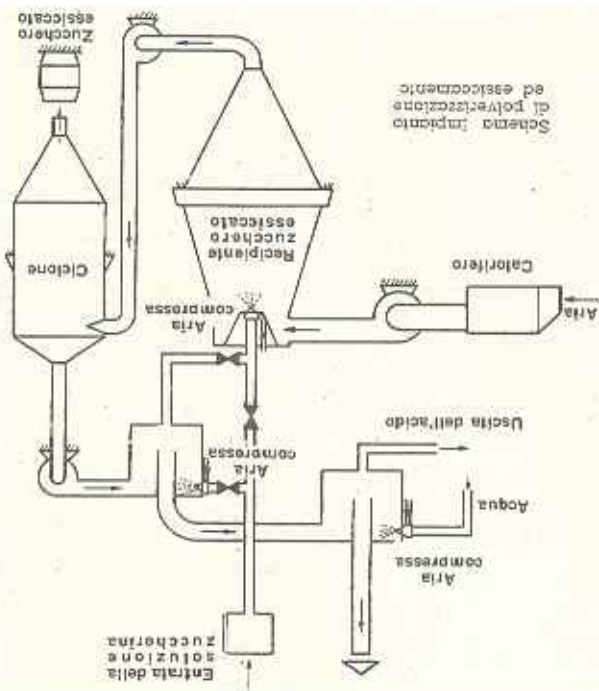 Entrata della
soluzione
zuccherina
Aria
compressa
Acqua
Uscita dell'acido
Aria
compressa
Aria
compressa
Aria
Calorifero
Recipiente
zucchero
essiccato
Ciclone
Schema impianto
di polverizzazione
ed essiccamento
Zucchero
essiccato